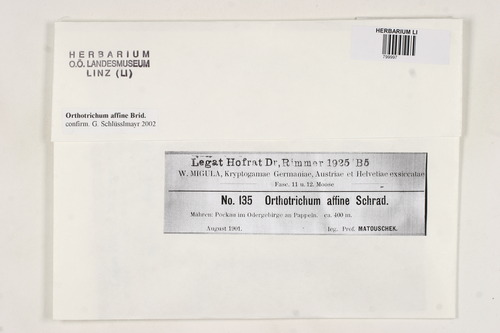 HERBARIUM
O.Ö. LANDESMUSEUM
LINZ (LI)
HERBARIUM LI
799997
Orthotrichum affine Brid.
confirm. G. Schlüsslmayr 2002
Legat Hofrat Dr. Rimmer 1925 B5
W. MIGULA, Kryptogamae Germaniae, Austriae et Helvetiae exsiccatae
Fasc. 11 u. 12. Moose
No. 135 Orthotrichum affine Schrad.
Mähren: Poskau im Odergebirge an Pappeln. ca. 400 m.
August 1901. leg. Prof. MATOUSCHEK.